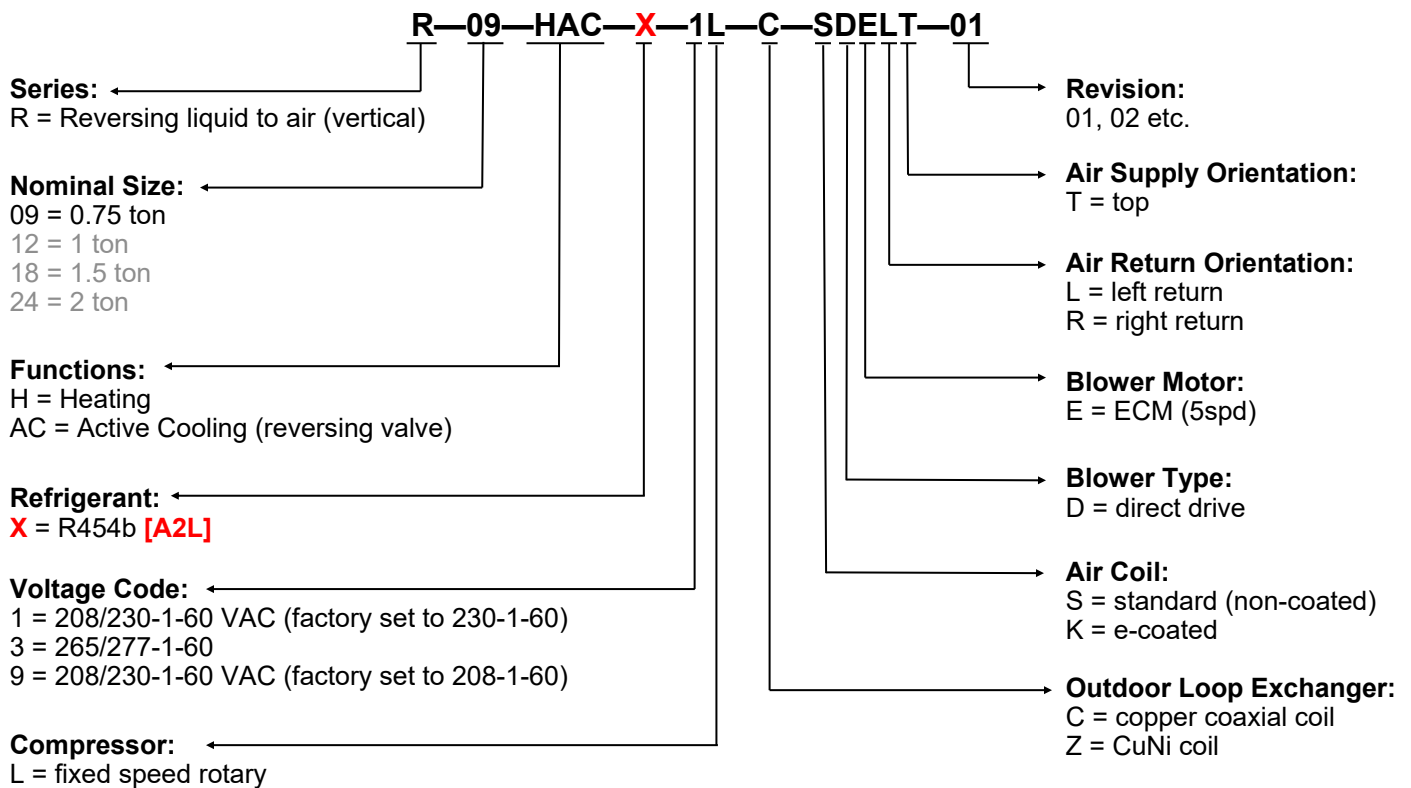 R—09—HAC—X—1L—C—SDELT—01
Series:
R = Reversing liquid to air (vertical)
Nominal Size:
09 = 0.75 ton
12 = 1 ton
18 = 1.5 ton
24 = 2 ton
Functions:
H = Heating
AC = Active Cooling (reversing valve)
Refrigerant:
X = R454b [A2L]
Voltage Code:
1 = 208/230-1-60 VAC (factory set to 230-1-60)
3 = 265/277-1-60
9 = 208/230-1-60 VAC (factory set to 208-1-60)
Compressor:
L = fixed speed rotary
Revision:
01, 02 etc.
Air Supply Orientation:
T = top
Air Return Orientation:
L = left return
R = right return
Blower Motor:
E = ECM (5spd)
Blower Type:
D = direct drive
Air Coil:
S = standard (non-coated)
K = e-coated
Outdoor Loop Exchanger:
C = copper coaxial coil
Z = CuNi coil